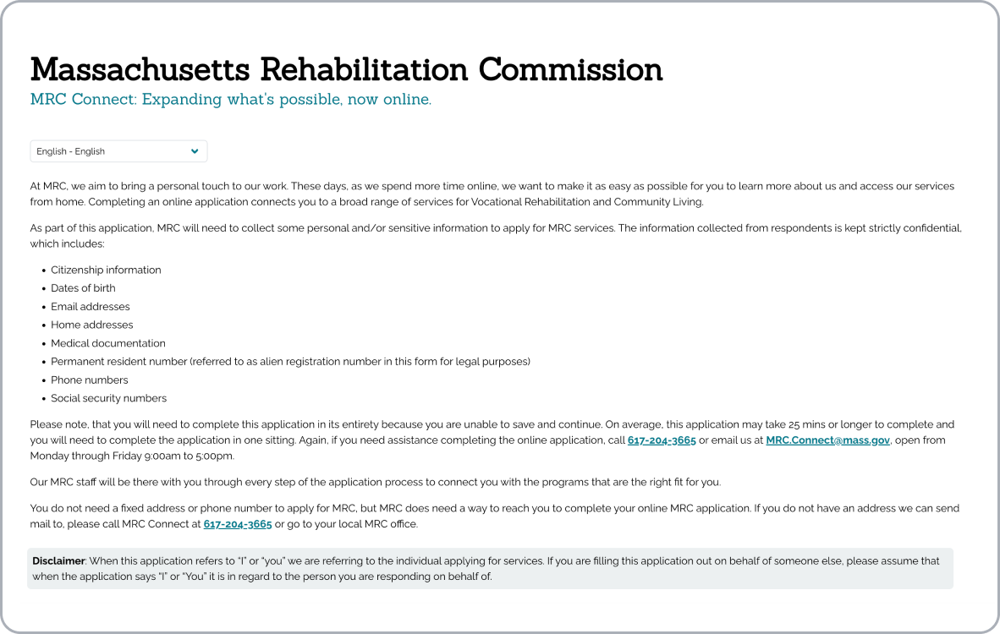 Massachusetts Rehabilitation Commission
MRC Connect: Expanding what's possible, now online.
English - English
At MRC, we aim to bring a personal touch to our work. These days, as we spend more time online, we want to make it as easy as possible for you to learn more about us and access our services
from home. Completing an online application connects you to a broad range of services for Vocational Rehabilitation and Community Living.
As part of this application, MRC will need to collect some personal and/or sensitive information to apply for MRC services. The information collected from respondents is kept strictly confidential,
which includes:
• Citizenship information
• Dates of birth
• Email addresses
• Home addresses
• Medical documentation
• Permanent resident number (referred to as alien registration number in this form for legal purposes)
• Phone numbers
• Social security numbers
Please note, that you will need to complete this application in its entirety because you are unable to save and continue. On average, this application may take 25 mins or longer to complete and
you will need to complete the application in one sitting. Again, if you need assistance completing the online application, call 617-204-3665 or email us at MRC.Connect@mass.gov, open from
Monday through Friday 9:00am to 5:00pm.
Our MRC staff will be there with you through every step of the application process to connect you with the programs that are the right fit for you.
You do not need a fixed address or phone number to apply for MRC, but MRC does need a way to reach you to complete your online MRC application. If you do not have an address we can send
mail to, please call MRC Connect at 617-204-3665 or go to your local MRC office.
Disclaimer: When this application refers to “I” or “you” we are referring to the individual applying for services. If you are filling this application out on behalf of someone else, please assume that
when the application says “I” or “You” it is in regard to the person you are responding on behalf of.